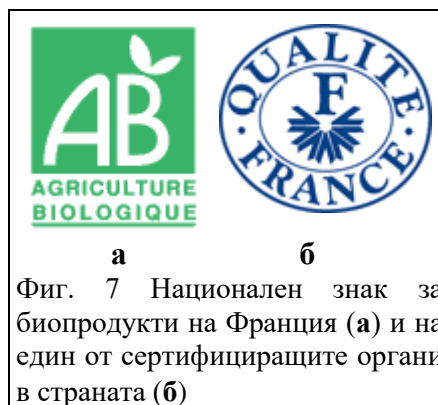 AB
AGRICULTURE
BIOLOGIQUE
QUALITE
F
FRANCE
а
б
Фиг. 7 Национален знак за
биопродукти на Франция (а) и на
един от сертифициращите органи
в страната (б)